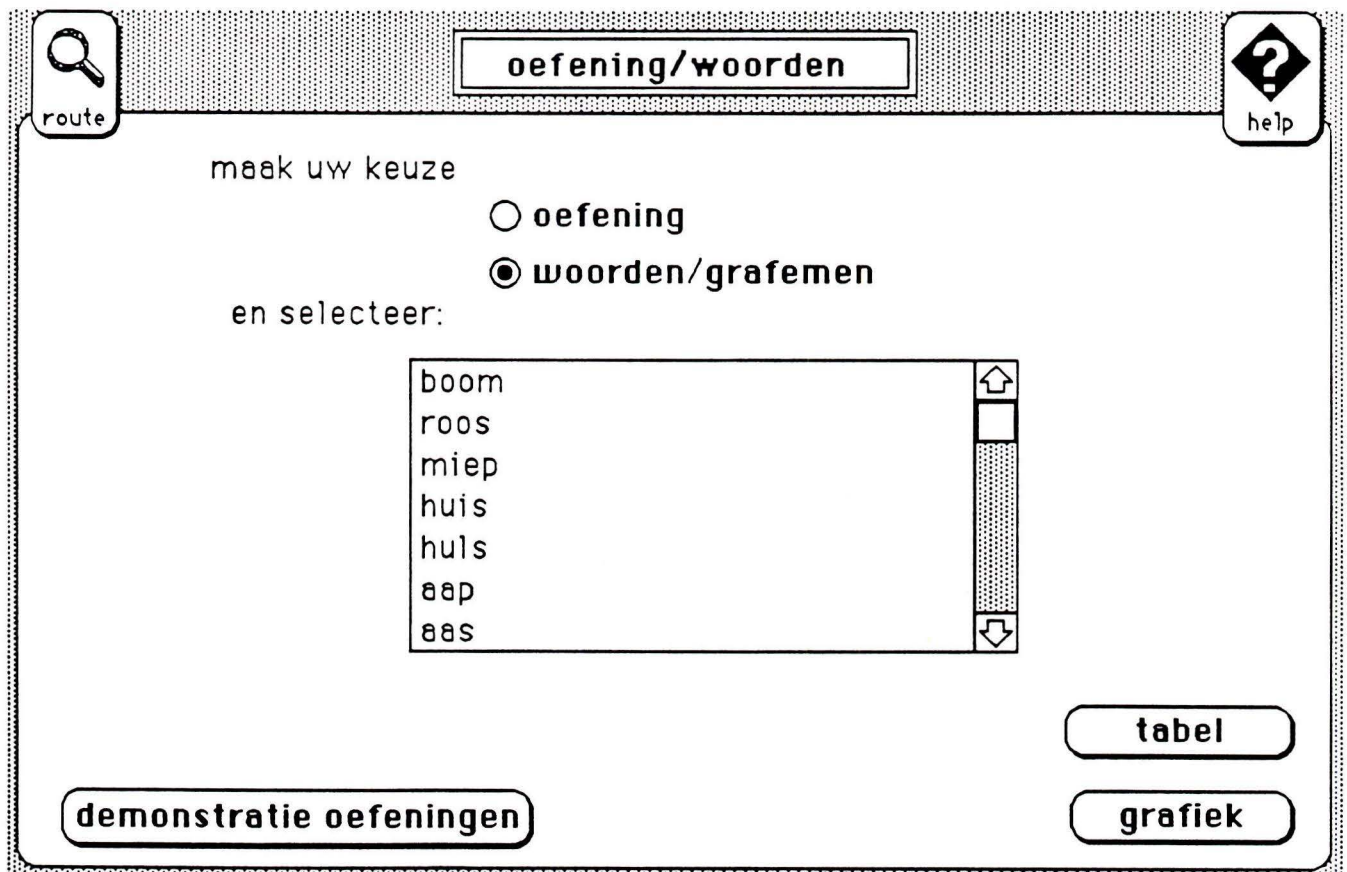 oefening/woorden
route
help
maak uw keuze
oefening
woorden/grafemen
en selecteer:
boom
roos
miep
huis
huls
aap
aas
tabel
demonstratie oefeningen
grafiek